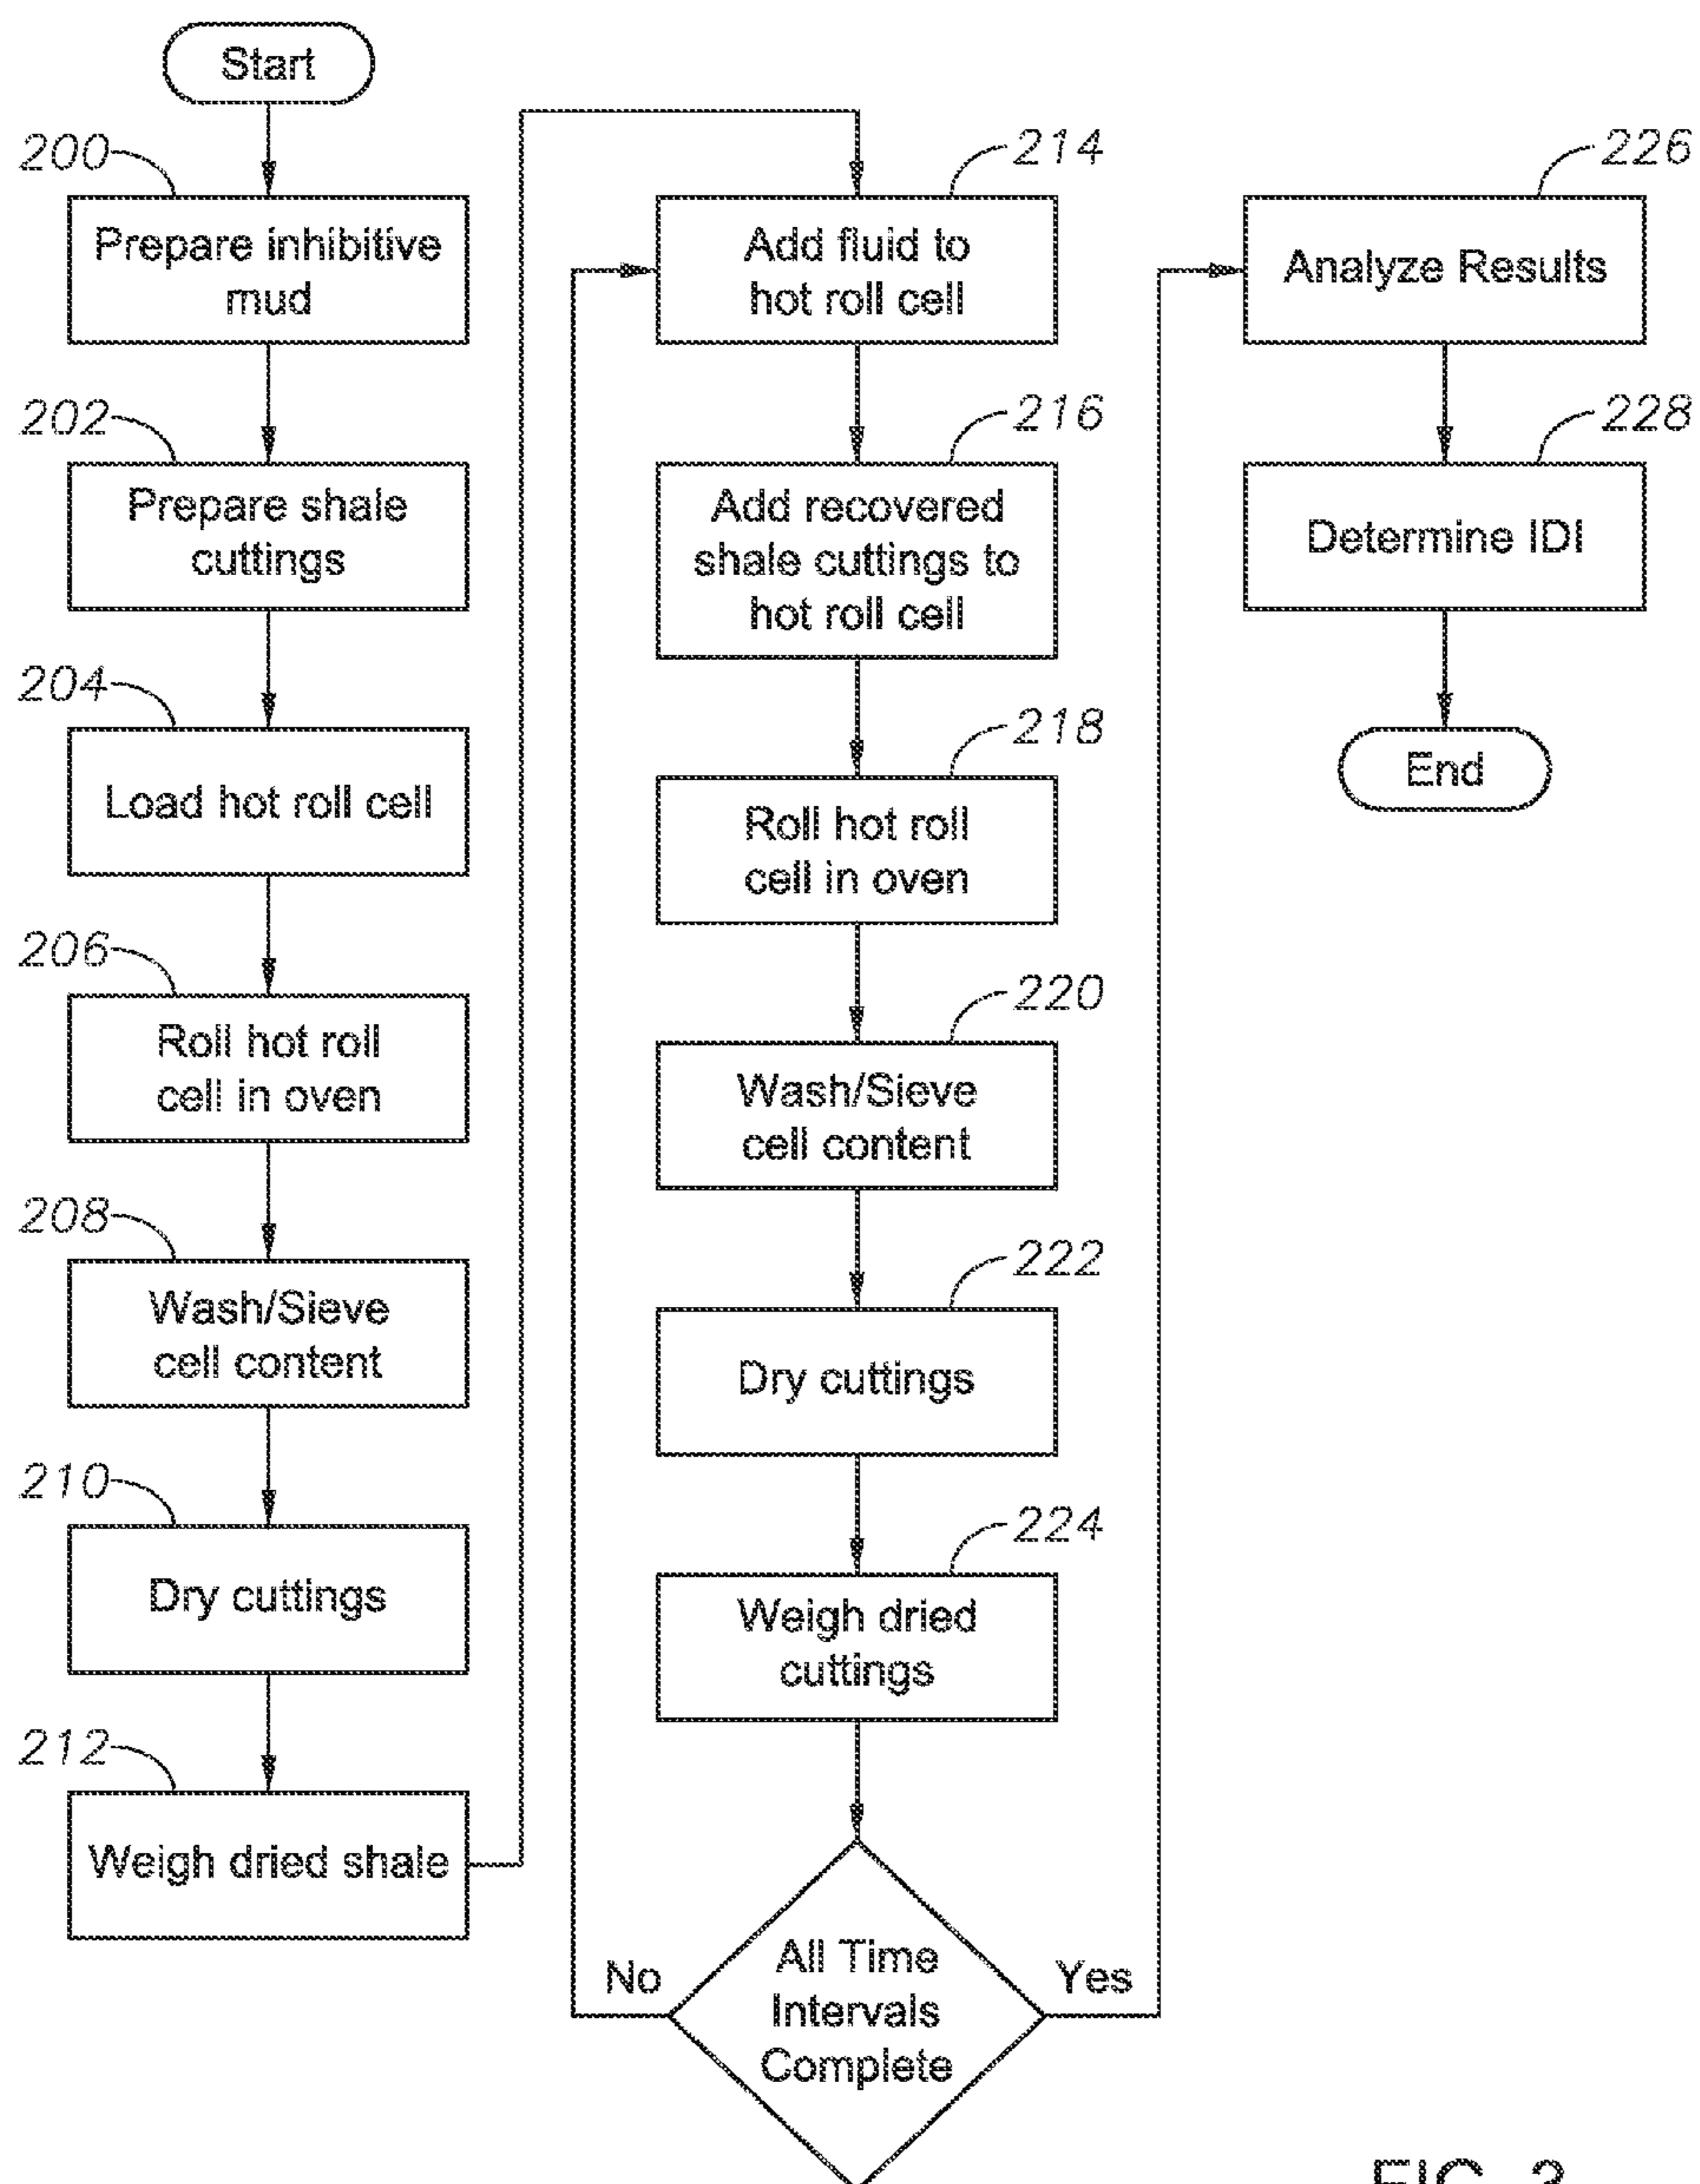 Start
200
Prepare inhibitive
mud
202
Prepare shale
cuttings
204
Load hot roll cell
206
Roll hot roll
cell in oven
208
Wash/Sieve
cell content
210
Dry cuttings
212
Weigh dried shale
214
Add fluid to
hot roll cell
216
Add recovered
shale cuttings to
hot roll cell
218
Roll hot roll
cell in oven
220
Wash/Sieve
cell content
222
Dry cuttings
224
Weigh dried
cuttings
All Time
Intervals
Complete
No
Yes
226
Analyze Results
228
Determine IDI
End